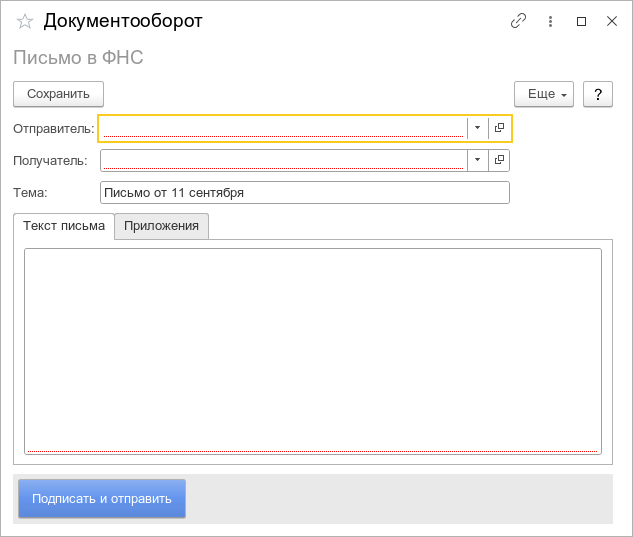 Документооборот
Письмо в ФНС
Сохранить
Еще
?
Отправитель:
Получатель:
Тема: Письмо от 11 сентября
Текст письма Приложения
Подписать и отправить